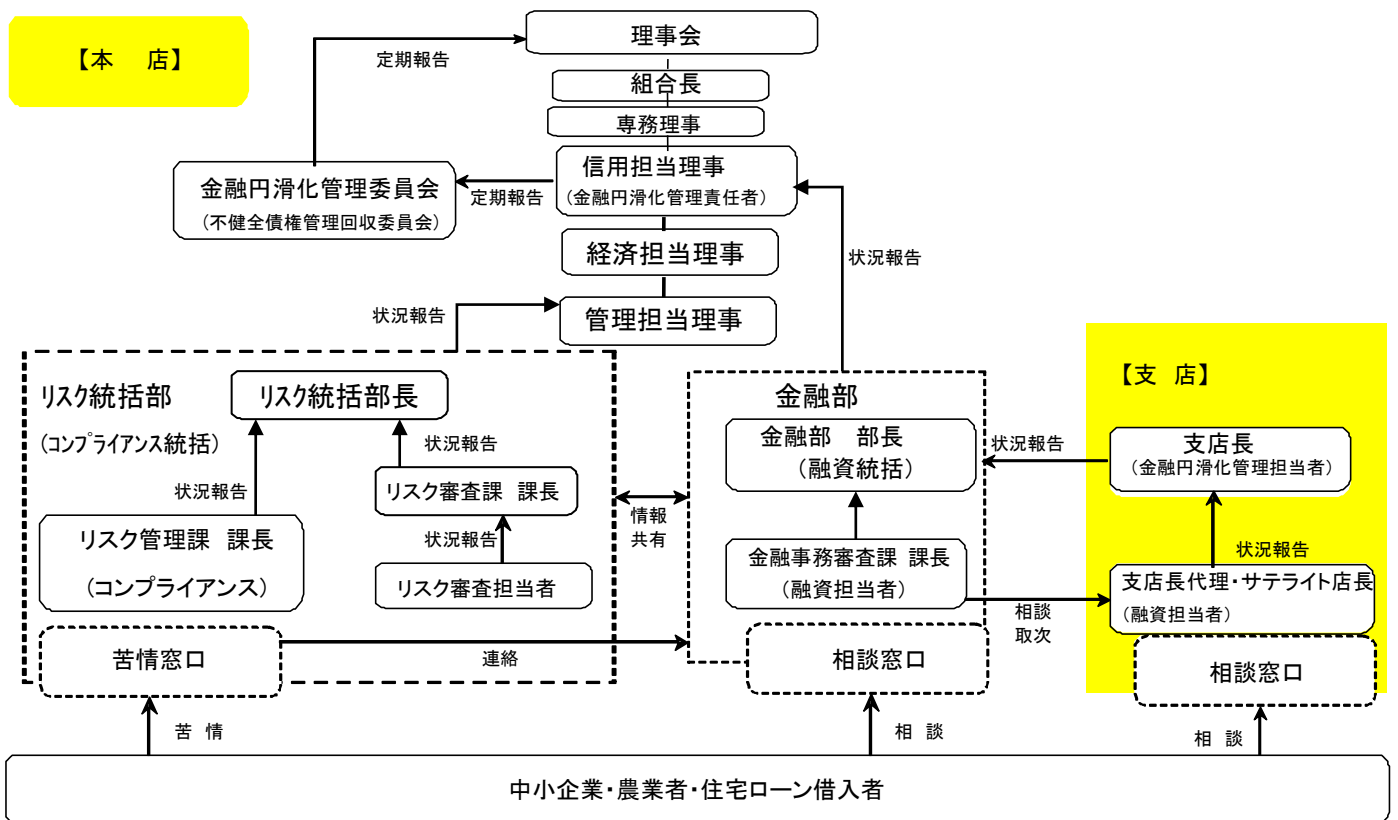 【本　店】
理事会
定期報告
組合長
専務理事
信用担当理事
(金融円滑化管理責任者)
定期報告
金融円滑化管理委員会
(不健全債権管理回収委員会)
経済担当理事
状況報告
管理担当理事
状況報告
リスク統括部
(コンプライアンス統括)
リスク統括部長
状況報告
リスク審査課 課長
状況報告
状況報告
リスク管理課 課長
(コンプライアンス)
リスク審査担当者
苦情窓口
連絡
情報
共有
金融部
金融部　部長
(融資統括)
金融事務審査課 課長
(融資担当者)
相談窓口
状況報告
相談
取次
【支 店】
支店長
(金融円滑化管理担当者)
状況報告
支店長代理・サテライト店長
(融資担当者)
相談窓口
苦 情
相 談
相 談
中小企業・農業者・住宅ローン借入者